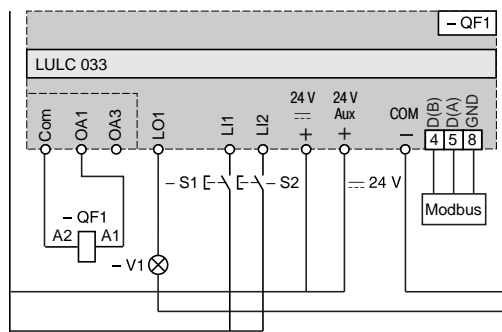 – QF1
LULC 033
Com
OA1
OA3
LO1
LI1
LI2
24 V
+
24 V
Aux
+
COM
–
D(B)
D(A)
GND
4 5 8
– S1
– S2
24 V
Modbus
– QF1
A2 A1
– V1